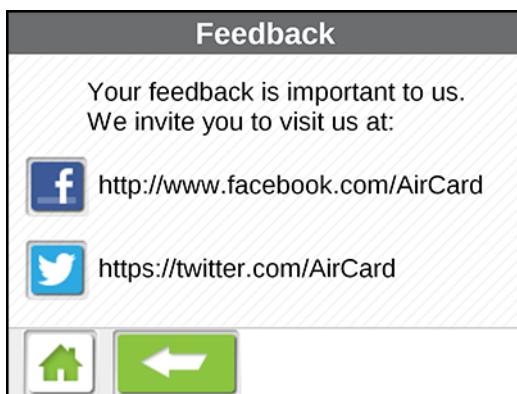 Feedback
Your feedback is important to us.
We invite you to visit us at:
http://www.facebook.com/AirCard
https://twitter.com/AirCard